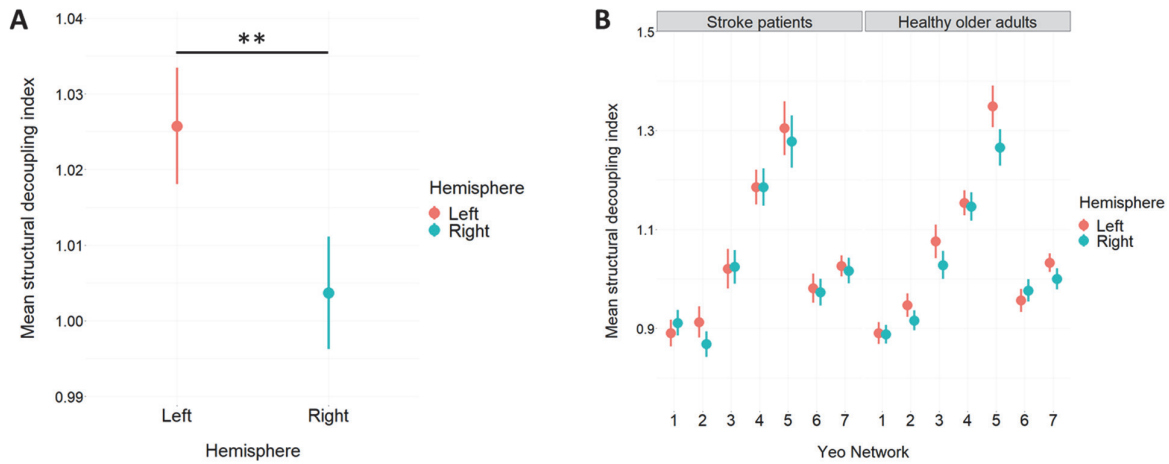 A
1.04
1.03
1.02
1.01
1.00
0.99
Mean structural decoupling index
**
Left
Right
Hemisphere
Hemisphere
Left
Right
B
Stroke patients
Healthy older adults
1.5
1.3
1.1
0.9
Mean structural decoupling index
1 2 3 4 5 6 7 1 2 3 4 5 6 7
Yeo Network
Hemisphere
Left
Right